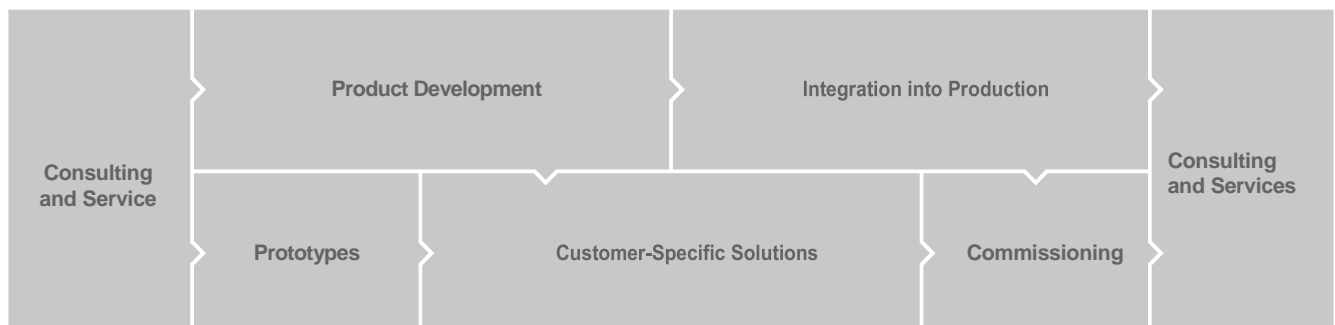 Consulting
and Service
Product Development
Integration into Production
Prototypes
Customer-Specific Solutions
Commissioning
Consulting
and Services